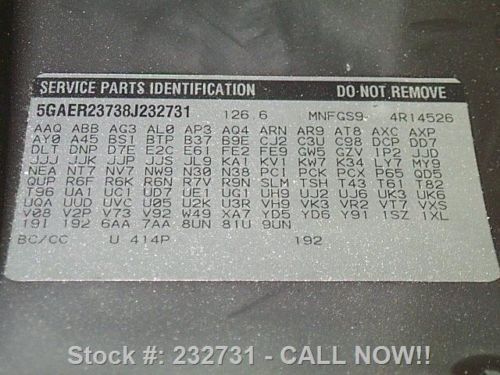 SERVICE PARTS IDENTIFICATION DO NOT REMOVE
5GAER23738J232731 126.6 MNFGS9. 4R14526
AAQ ABB AG3 AL0 AP3 AQ4 ARN AR9 AT8 AXC AXP
AY0 A45 BS1 BTP B37 B9E CJ2 C3U C98 DCP DD7
DLT DNP D7E E2C E61 FE2 FE9 GW5 GZV IP2 JJD
JJJ JJK JJP JJS JL9 KA1 KV1 KW7 K34 LY7 MY9
NEA NT7 NV7 NW9 N30 N38 PCI PCK PCX P65 QD5
QUP R6F R6K R6N R7V R9N SLM TSH T43 T61 T82
T96 UA1 UC1 UD7 UE1 UG1 UH9 UJ2 UJ6 UK3 UK6
UQA UUD UVC U05 U2K U3R VH9 VK3 VR2 VT7 VXS
V08 V2P V73 V92 W49 XA7 YD5 YD6 Y91 1SZ 1XL
19I 192 6AA 7AA 8UN 81U 9UN
BC/CC U 414P 192
Stock #: 232731 - CALL NOW!!